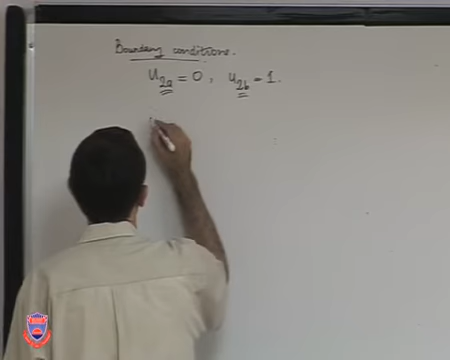 Boundary conditions.
u₂ₐ = 0, u₂b = 1.